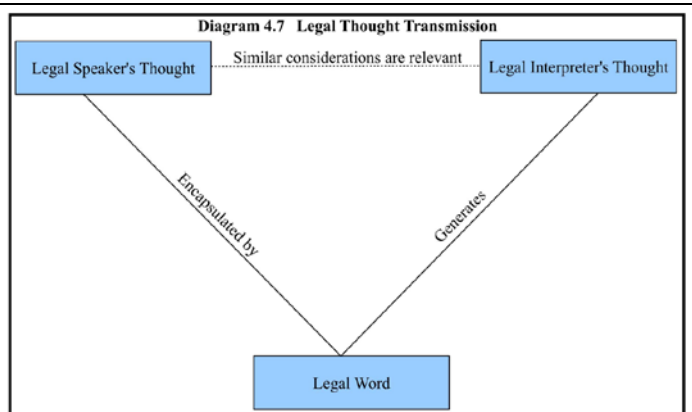 Diagram 4.7 Legal Thought Transmission
Legal Speaker's Thought
Similar considerations are relevant
Legal Interpreter's Thought
Encapsulated by
Generates
Legal Word